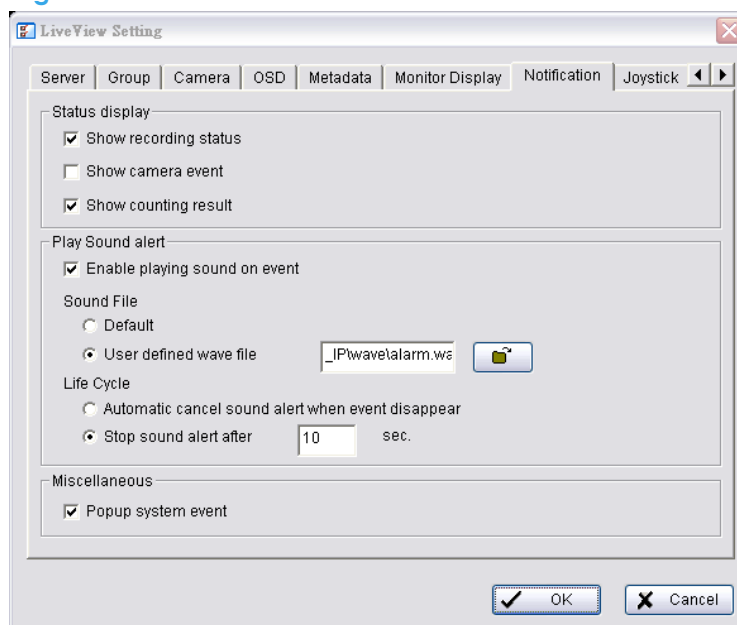 LiveView Setting
Server Group Camera OSD Metadata Monitor Display Notification Joystick
Status display
Show recording status
Show camera event
Show counting result
Play Sound alert
Enable playing sound on event
Sound File
Default
User defined wave file _IP\wave\alarm.wa
Life Cycle
Automatic cancel sound alert when event disappear
Stop sound alert after 10 sec.
Miscellaneous
Popup system event
OK Cancel